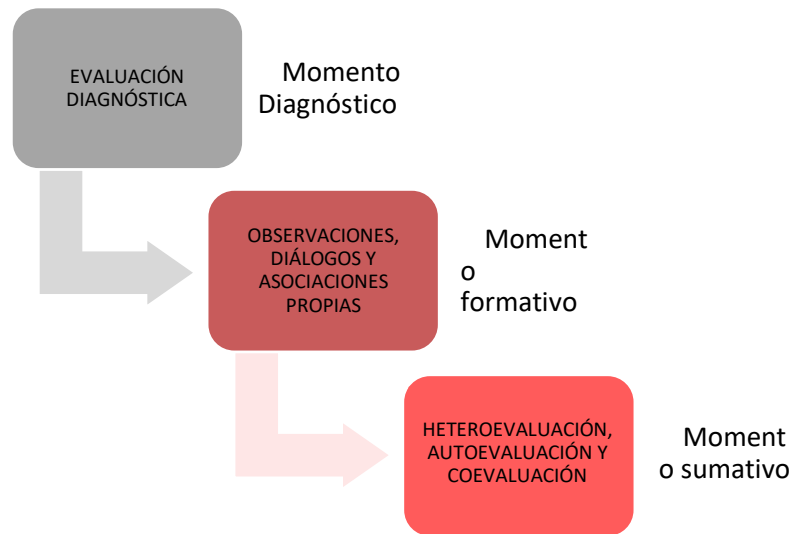 EVALUACIÓN
DIAGNÓSTICA
Momento
Diagnóstico
OBSERVACIONES,
DIÁLOGOS Y
ASOCIACIONES
PROPIAS
Moment
o
formativo
HETEROEVALUACIÓN,
AUTOEVALUACIÓN Y
COEVALUACIÓN
Moment
o sumativo